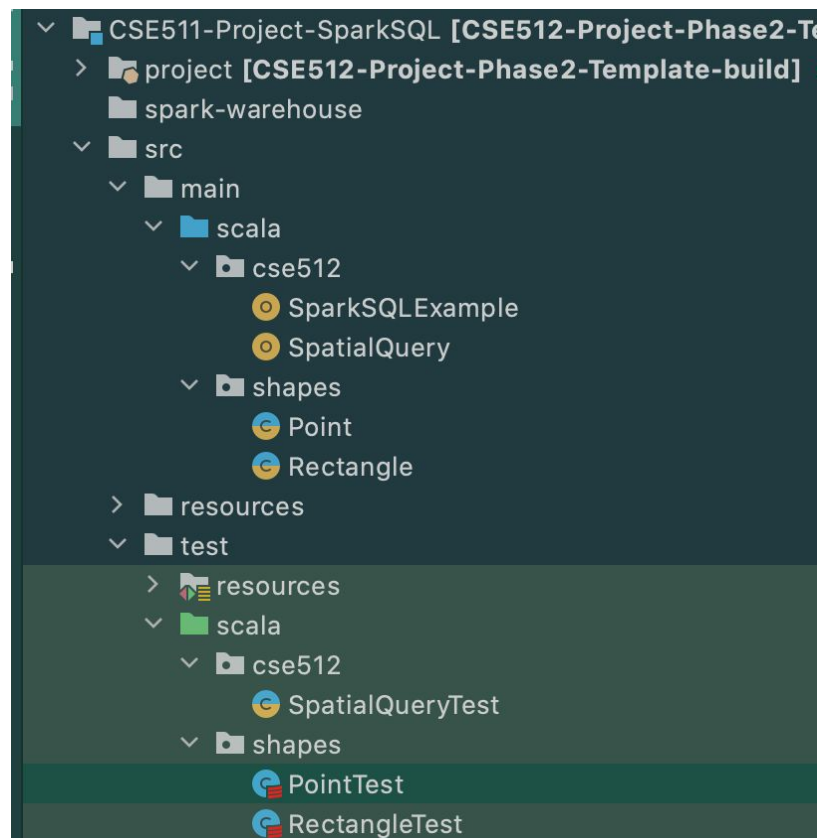 CSE511-Project-SparkSQL [CSE512-Project-Phase2-Te
project [CSE512-Project-Phase2-Template-build]
spark-warehouse
src
main
scala
cse512
SparkSQLExample
SpatialQuery
shapes
Point
Rectangle
resources
test
resources
scala
cse512
SpatialQueryTest
shapes
PointTest
RectangleTest